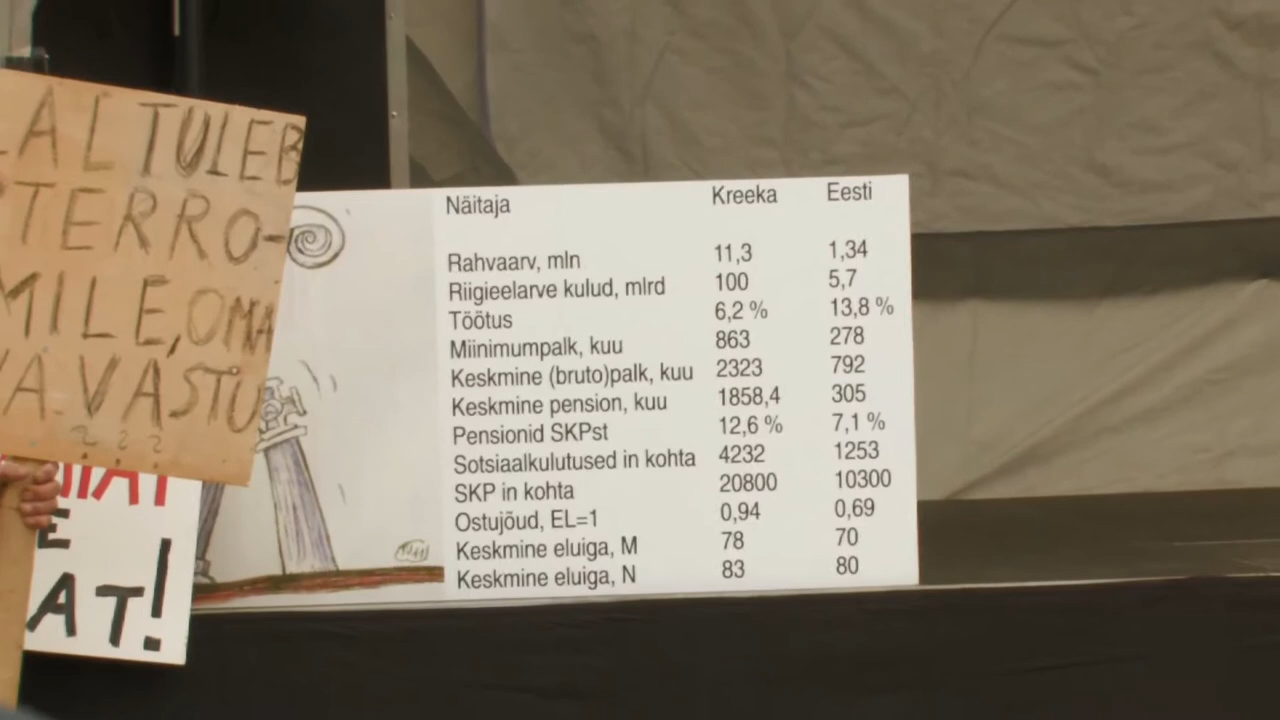 TULEB
TERRO-
MILE, OMA
VASTU
? ? ?
AT!
Näitaja Kreeka Eesti
Rahvaarv, mln 11,3 1,34
Riigieelarve kulud, mlrd 100 5,7
Töötus 6,2 % 13,8 %
Miinimumpalk, kuu 863 278
Keskmine (bruto)palk, kuu 2323 792
Keskmine pension, kuu 1858,4 305
Pensionid SKPst 12,6 % 7,1 %
Sotsiaalkulutused in kohta 4232 1253
SKP in kohta 20800 10300
Ostujõud, EL=1 0,94 0,69
Keskmine eluiga, M 78 70
Keskmine eluiga, N 83 80